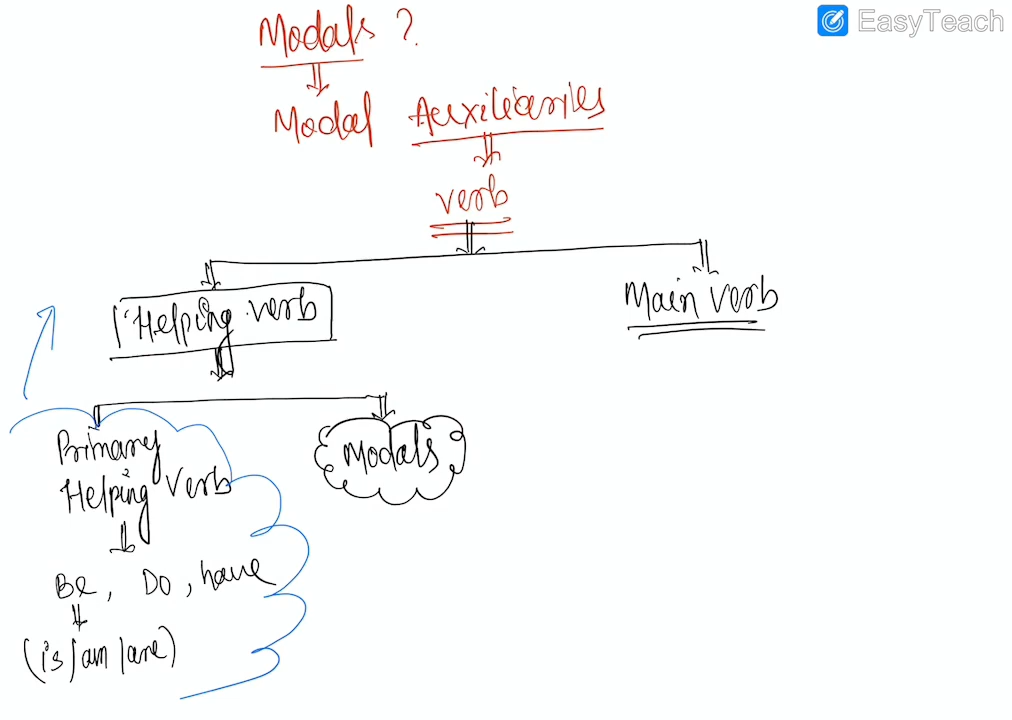 EasyTeach
Modals ?
Modal Auxiliaries
verb
Helping verb
Main verb
Primary
Helping Verb
Modals
Be, Do, have
(is/am/are)